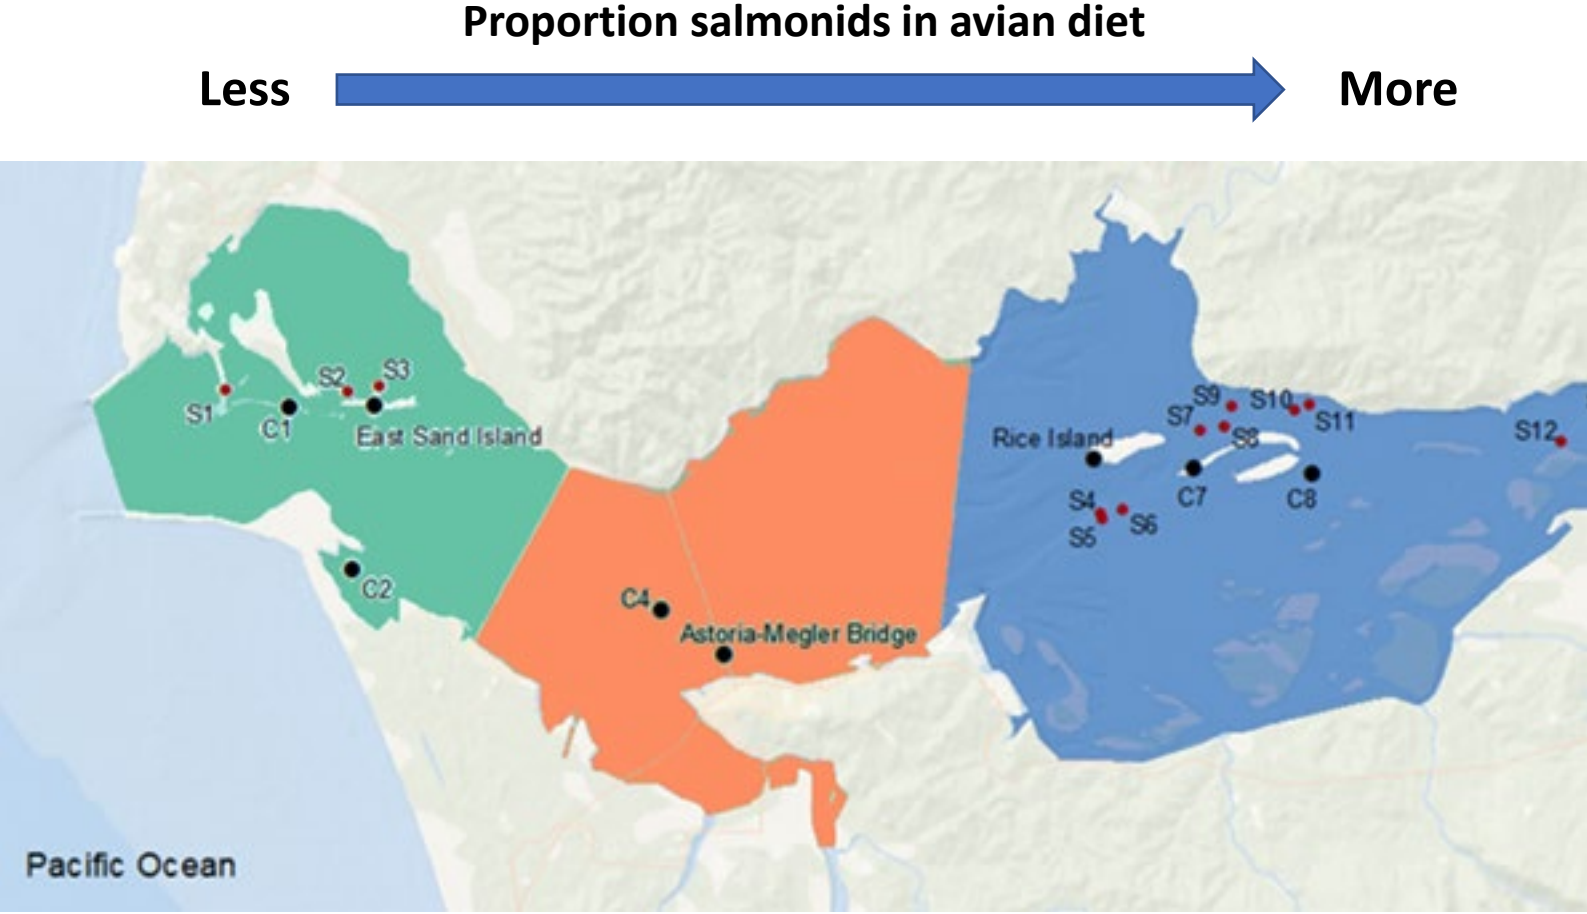 Proportion salmonids in avian diet
Less
More
S1
S2
S3
C1
East Sand Island
C2
C4
Astoria-Megler Bridge
Rice Island
S9
S10
S7
S8
S11
S12
S4
S5
S6
C7
C8
Pacific Ocean